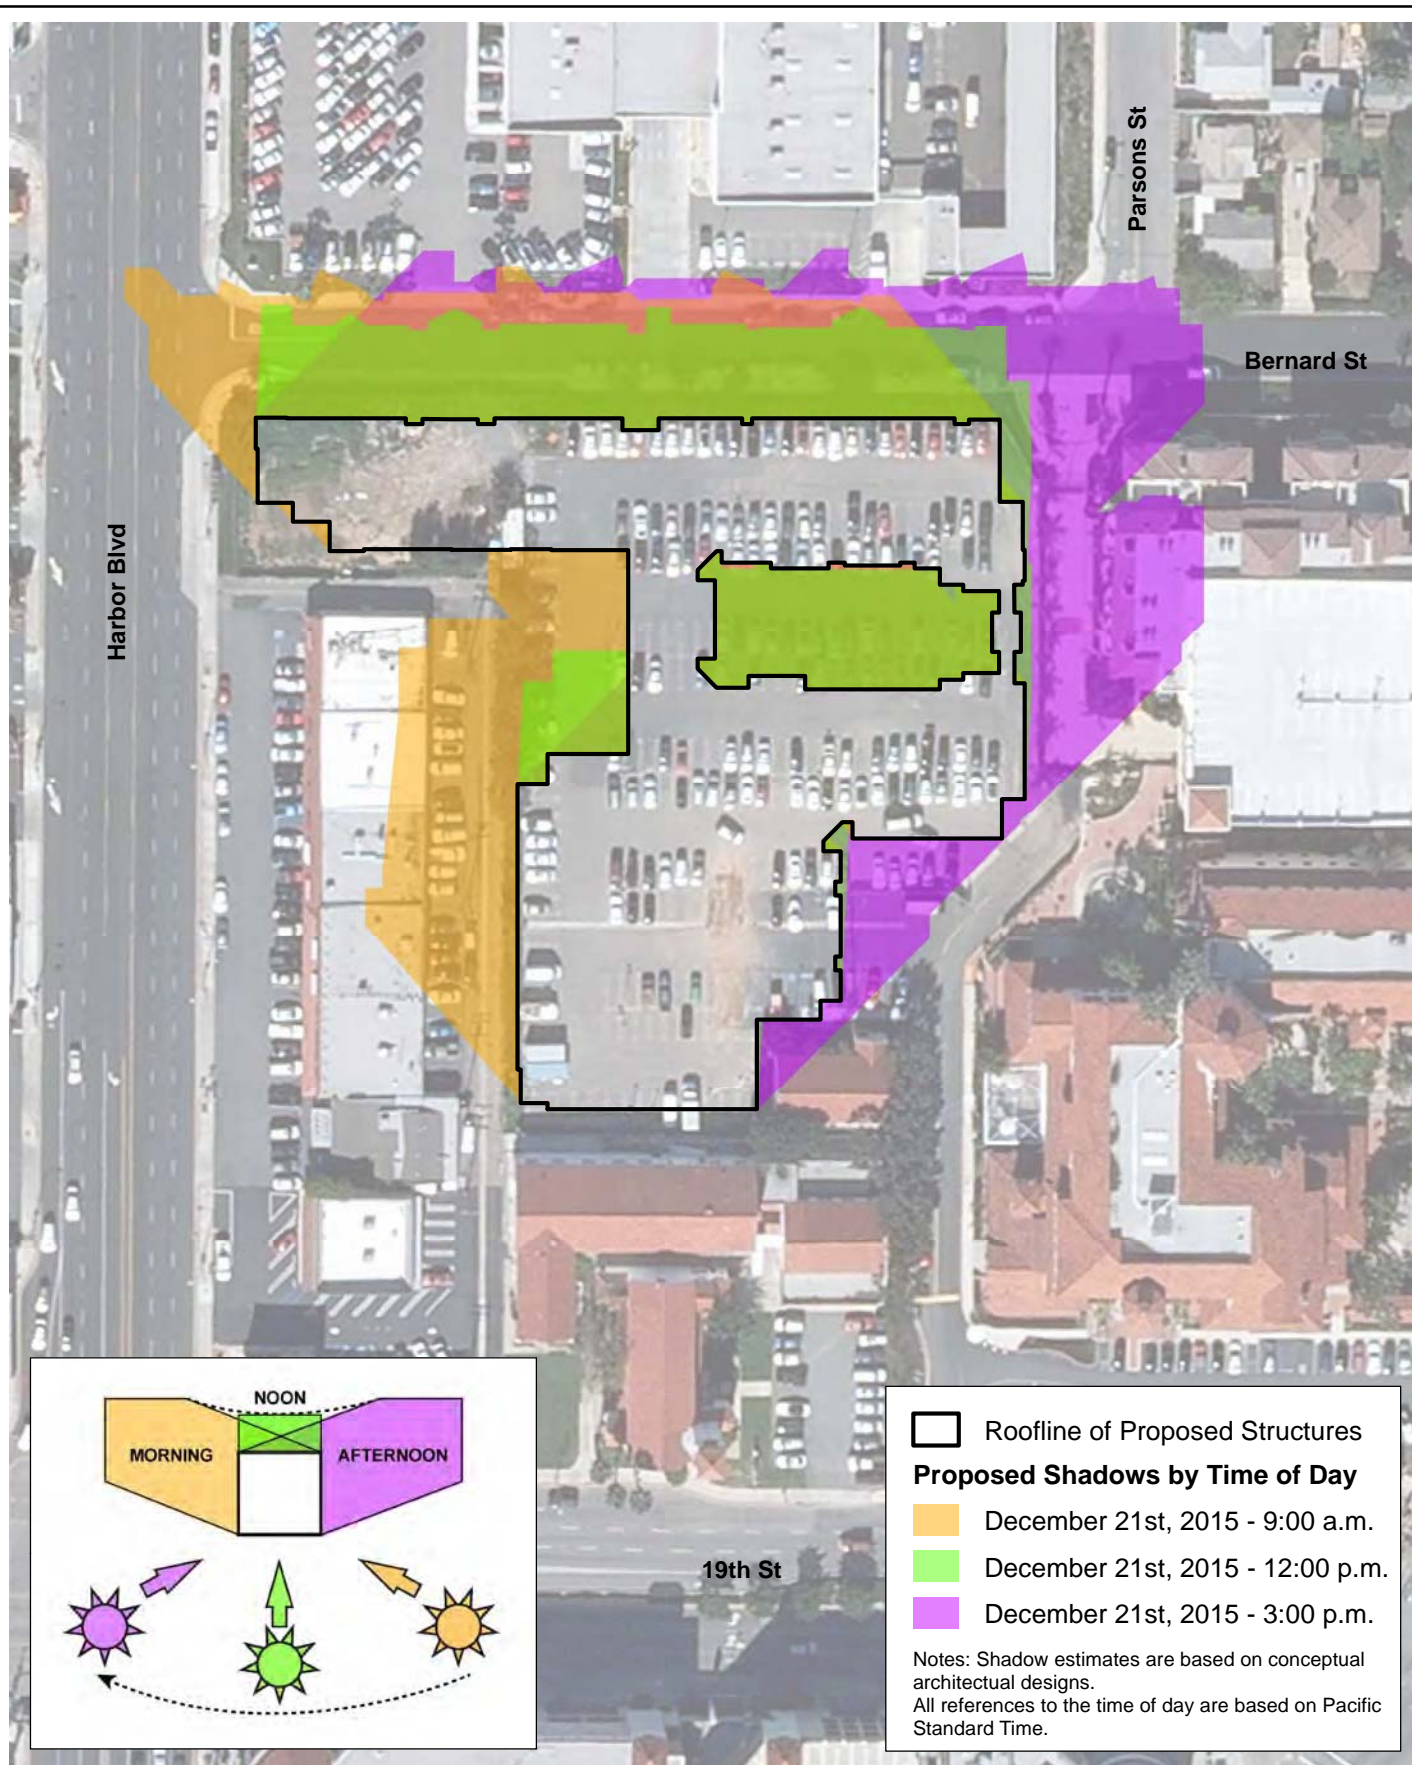 Parsons St
Bernard St
Harbor Blvd
19th St
NOON
MORNING
AFTERNOON
Roofline of Proposed Structures
Proposed Shadows by Time of Day
December 21st, 2015 - 9:00 a.m.
December 21st, 2015 - 12:00 p.m.
December 21st, 2015 - 3:00 p.m.
Notes: Shadow estimates are based on conceptual
architectual designs.
All references to the time of day are based on Pacific
Standard Time.